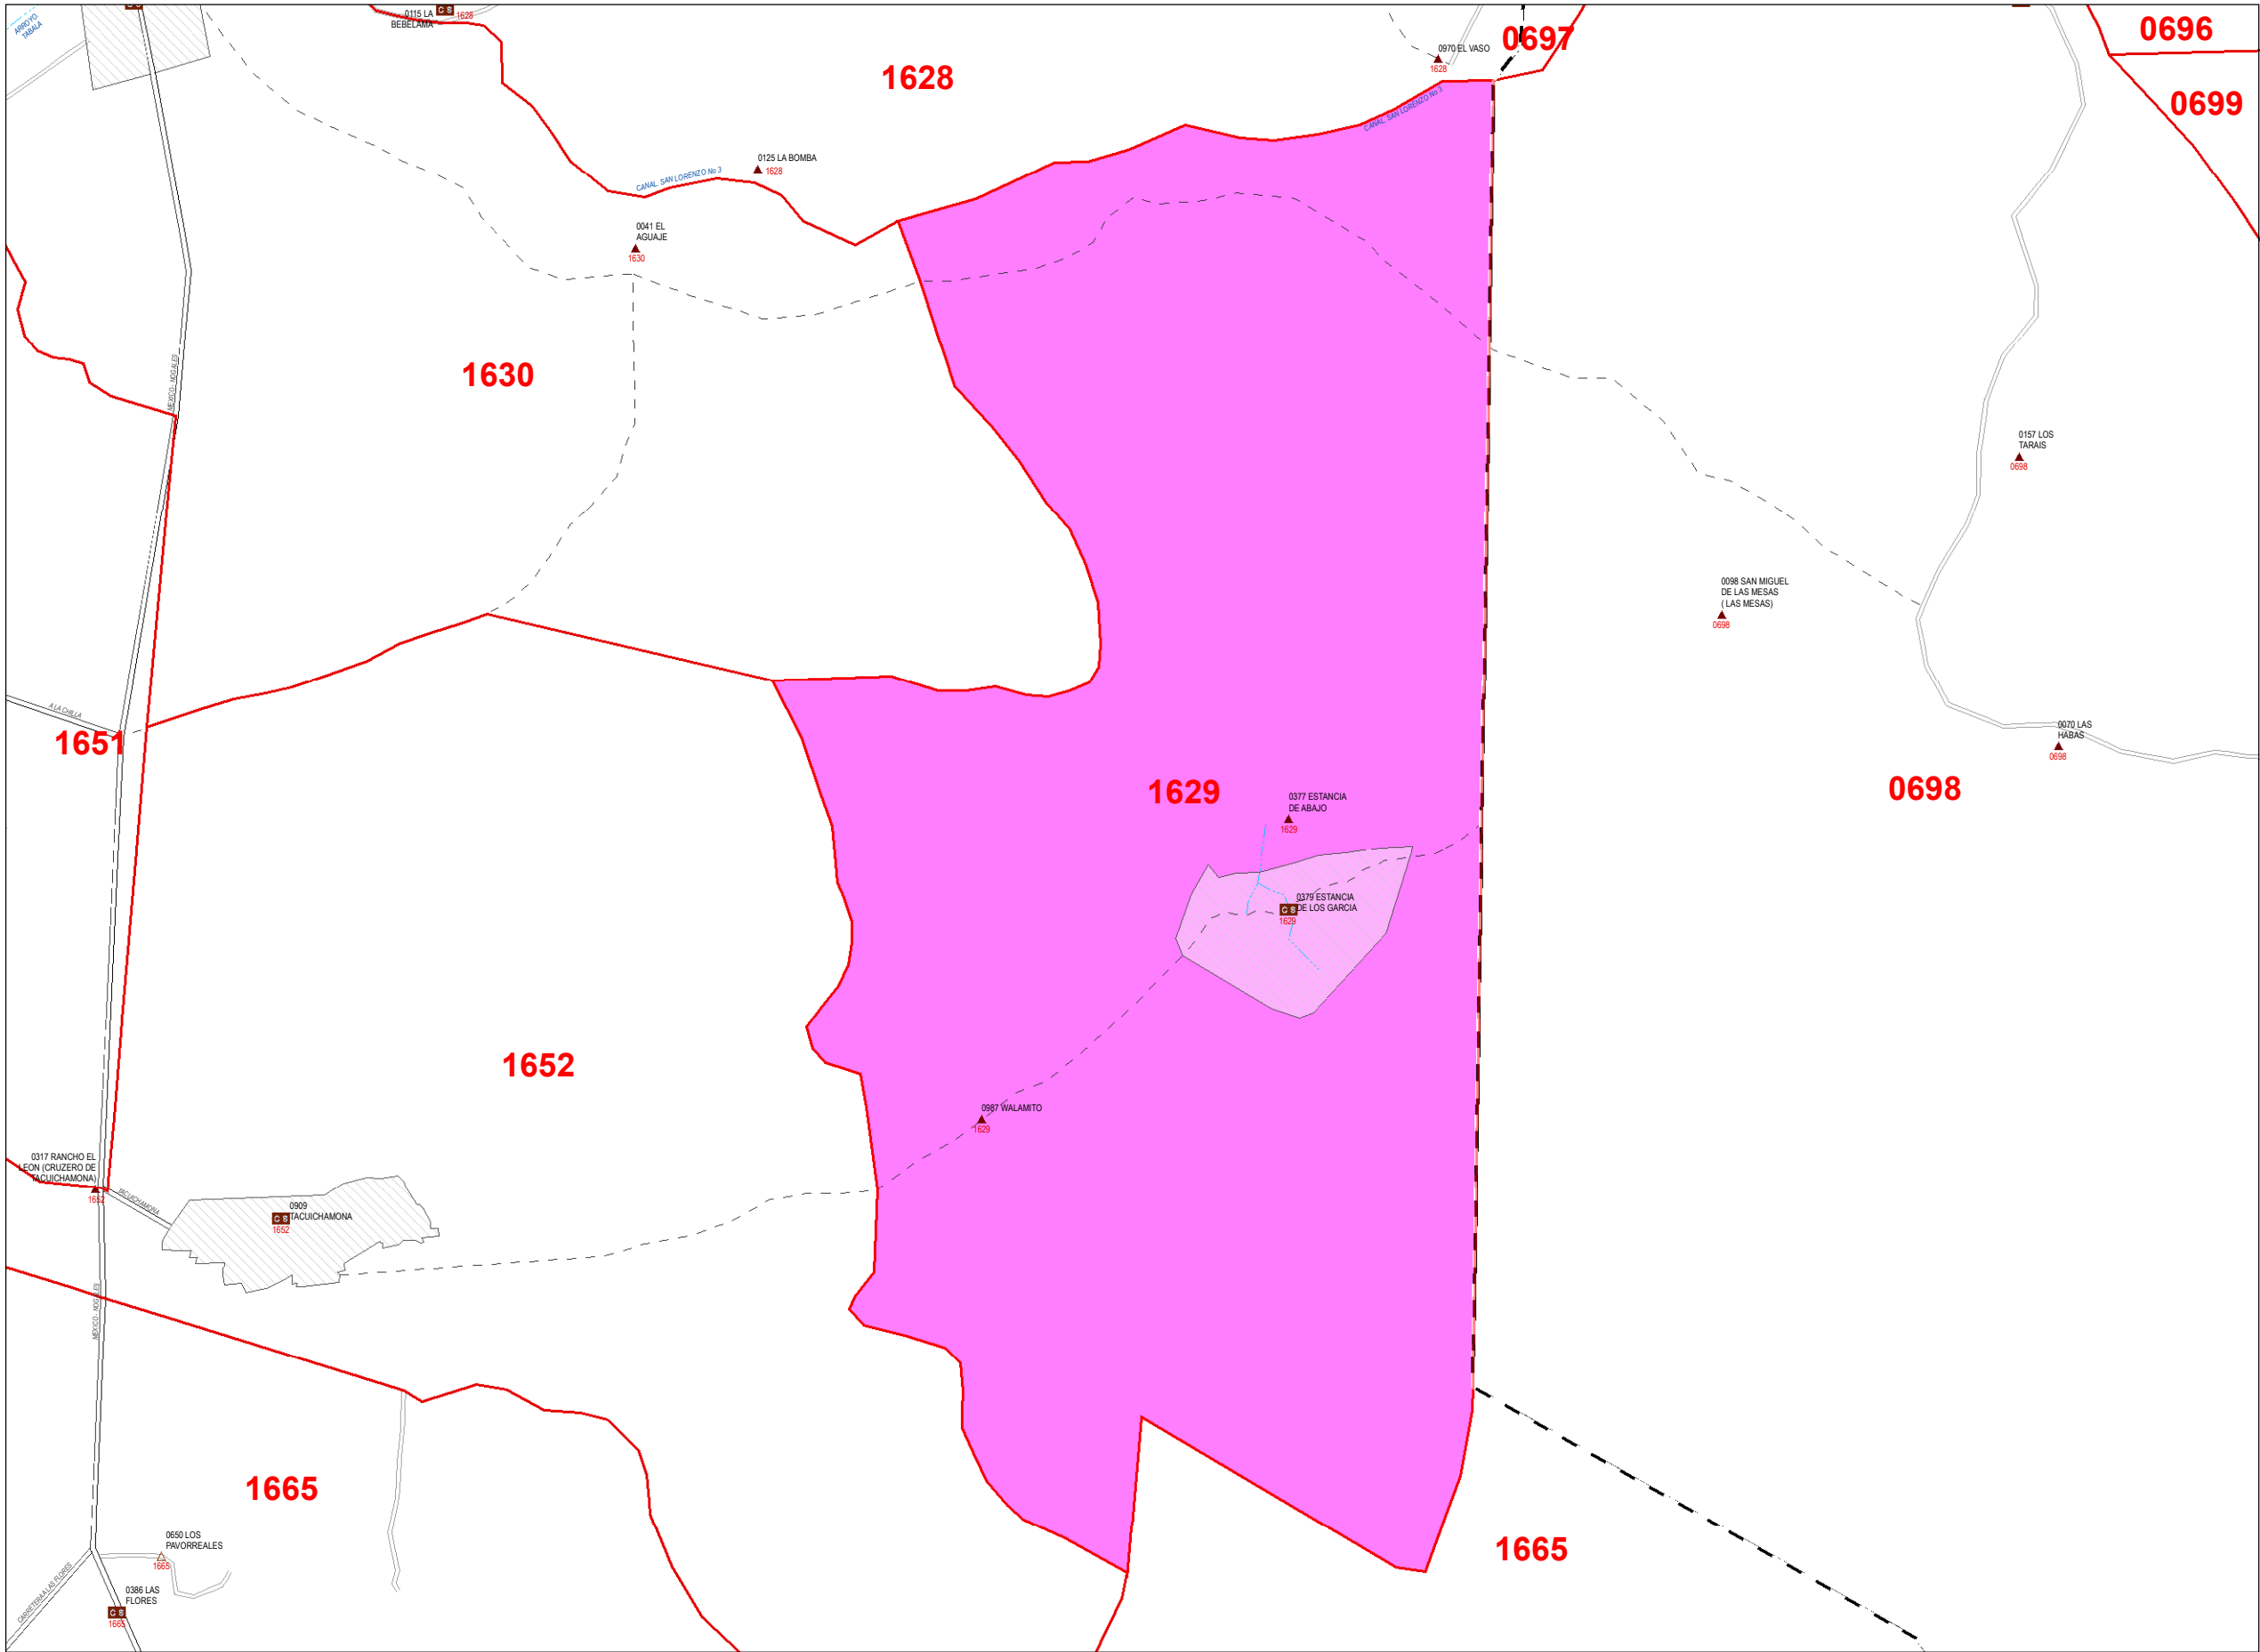 ARROYO.
TABALA
C S
0115 LA
BEBELAMA
C S
1628
1628
0970 EL VASO
1628
0697
0696
0699
CANAL. SAN LORENZO No 3
0125 LA BOMBA
1628
CANAL. SAN LORENZO No 3
0041 EL
AGUAJE
1630
1630
MEXICO - NOGALES
0157 LOS
TARAIS
0698
0098 SAN MIGUEL
DE LAS MESAS
( LAS MESAS)
0698
A LA CHILLA
1651
0070 LAS
HABAS
0698
0698
1629
0377 ESTANCIA
DE ABAJO
1629
0379 ESTANCIA
C S DE LOS GARCIA
1629
1652
0987 WALAMITO
1629
0317 RANCHO EL
LEON (CRUZERO DE
TACUICHAMONA)
1652
TACUICHAMONA
0909
C S TACUICHAMONA
1652
MEXICO - NOGALES
1665
1665
0650 LOS
PAVORREALES
1665
CARRETERA A LAS FLORES
0386 LAS
FLORES
C S
1665